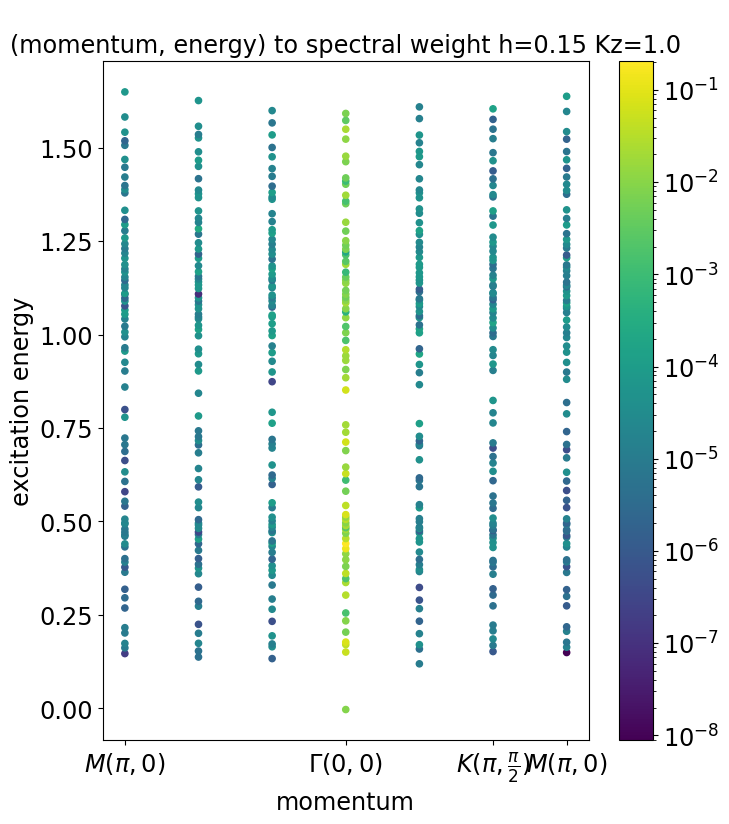 (momentum, energy) to spectral weight h=0.15 Kz=1.0
excitation energy
1.50
1.25
1.00
0.75
0.50
0.25
0.00
M(π, 0)
Γ(0, 0)
K(π, π/2)
M(π, 0)
momentum
10⁻¹
10⁻²
10⁻³
10⁻⁴
10⁻⁵
10⁻⁶
10⁻⁷
10⁻⁸